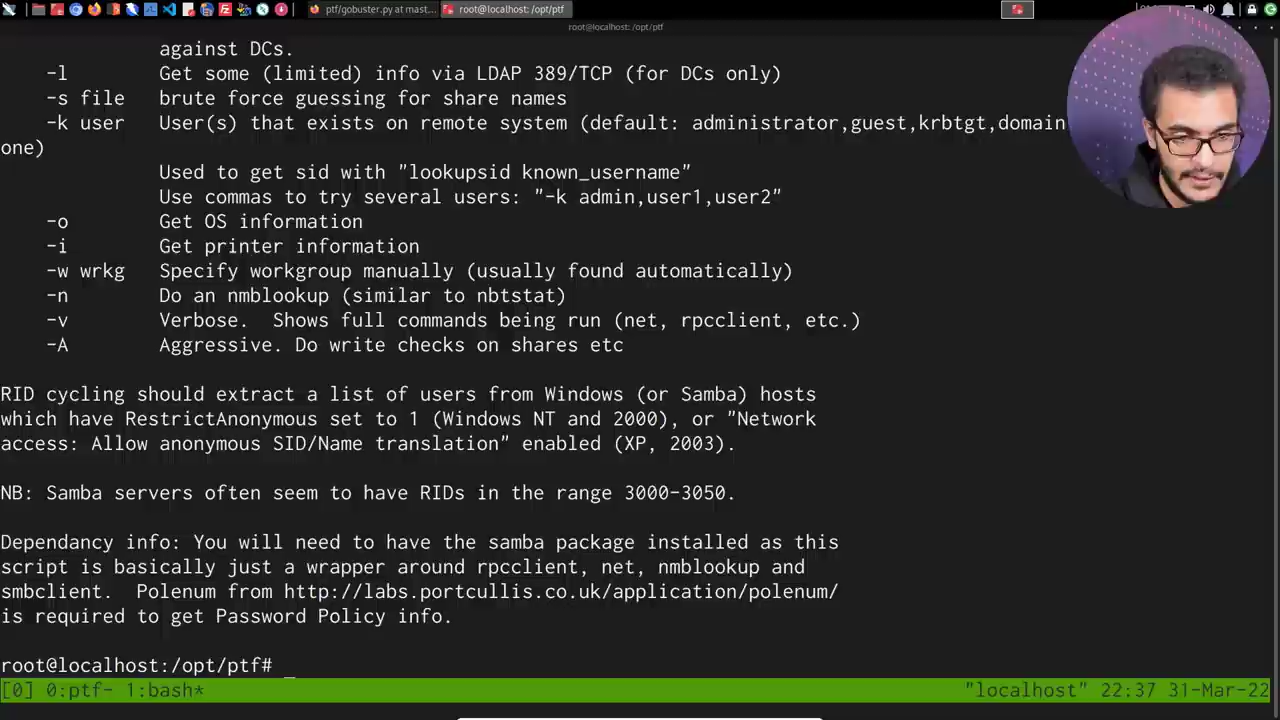 ptf/gobuster.py at mast...
root@localhost: /opt/ptf
root@localhost: /opt/ptf
against DCs.
-l Get some (limited) info via LDAP 389/TCP (for DCs only)
-s file brute force guessing for share names
-k user User(s) that exists on remote system (default: administrator,guest,krbtgt,domain
one)
Used to get sid with "lookupsid known_username"
Use commas to try several users: "-k admin,user1,user2"
-o Get OS information
-i Get printer information
-w wrkg Specify workgroup manually (usually found automatically)
-n Do an nmblookup (similar to nbtstat)
-v Verbose. Shows full commands being run (net, rpcclient, etc.)
-A Aggressive. Do write checks on shares etc
RID cycling should extract a list of users from Windows (or Samba) hosts
which have RestrictAnonymous set to 1 (Windows NT and 2000), or "Network
access: Allow anonymous SID/Name translation" enabled (XP, 2003).
NB: Samba servers often seem to have RIDs in the range 3000-3050.
Dependancy info: You will need to have the samba package installed as this
script is basically just a wrapper around rpcclient, net, nmblookup and
smbclient. Polenum from http://labs.portcullis.co.uk/application/polenum/
is required to get Password Policy info.
root@localhost:/opt/ptf# _
[0] 0:ptf- 1:bash* "localhost" 22:37 31-Mar-22